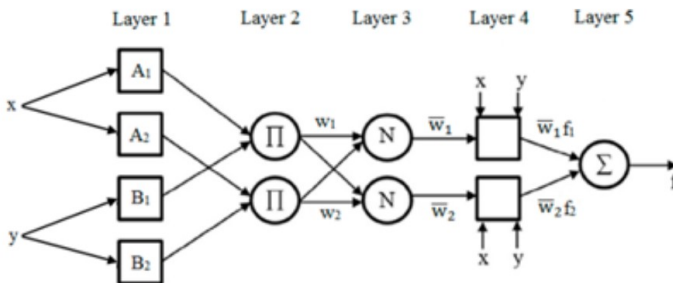 Layer 1 Layer 2 Layer 3 Layer 4 Layer 5
x y
A₁
x
w₁ w̅₁ w̅₁f₁
∏ N
A₂
Σ
f
B₁
∏ N
w₂ w̅₂ w̅₂f₂
y
B₂
x y